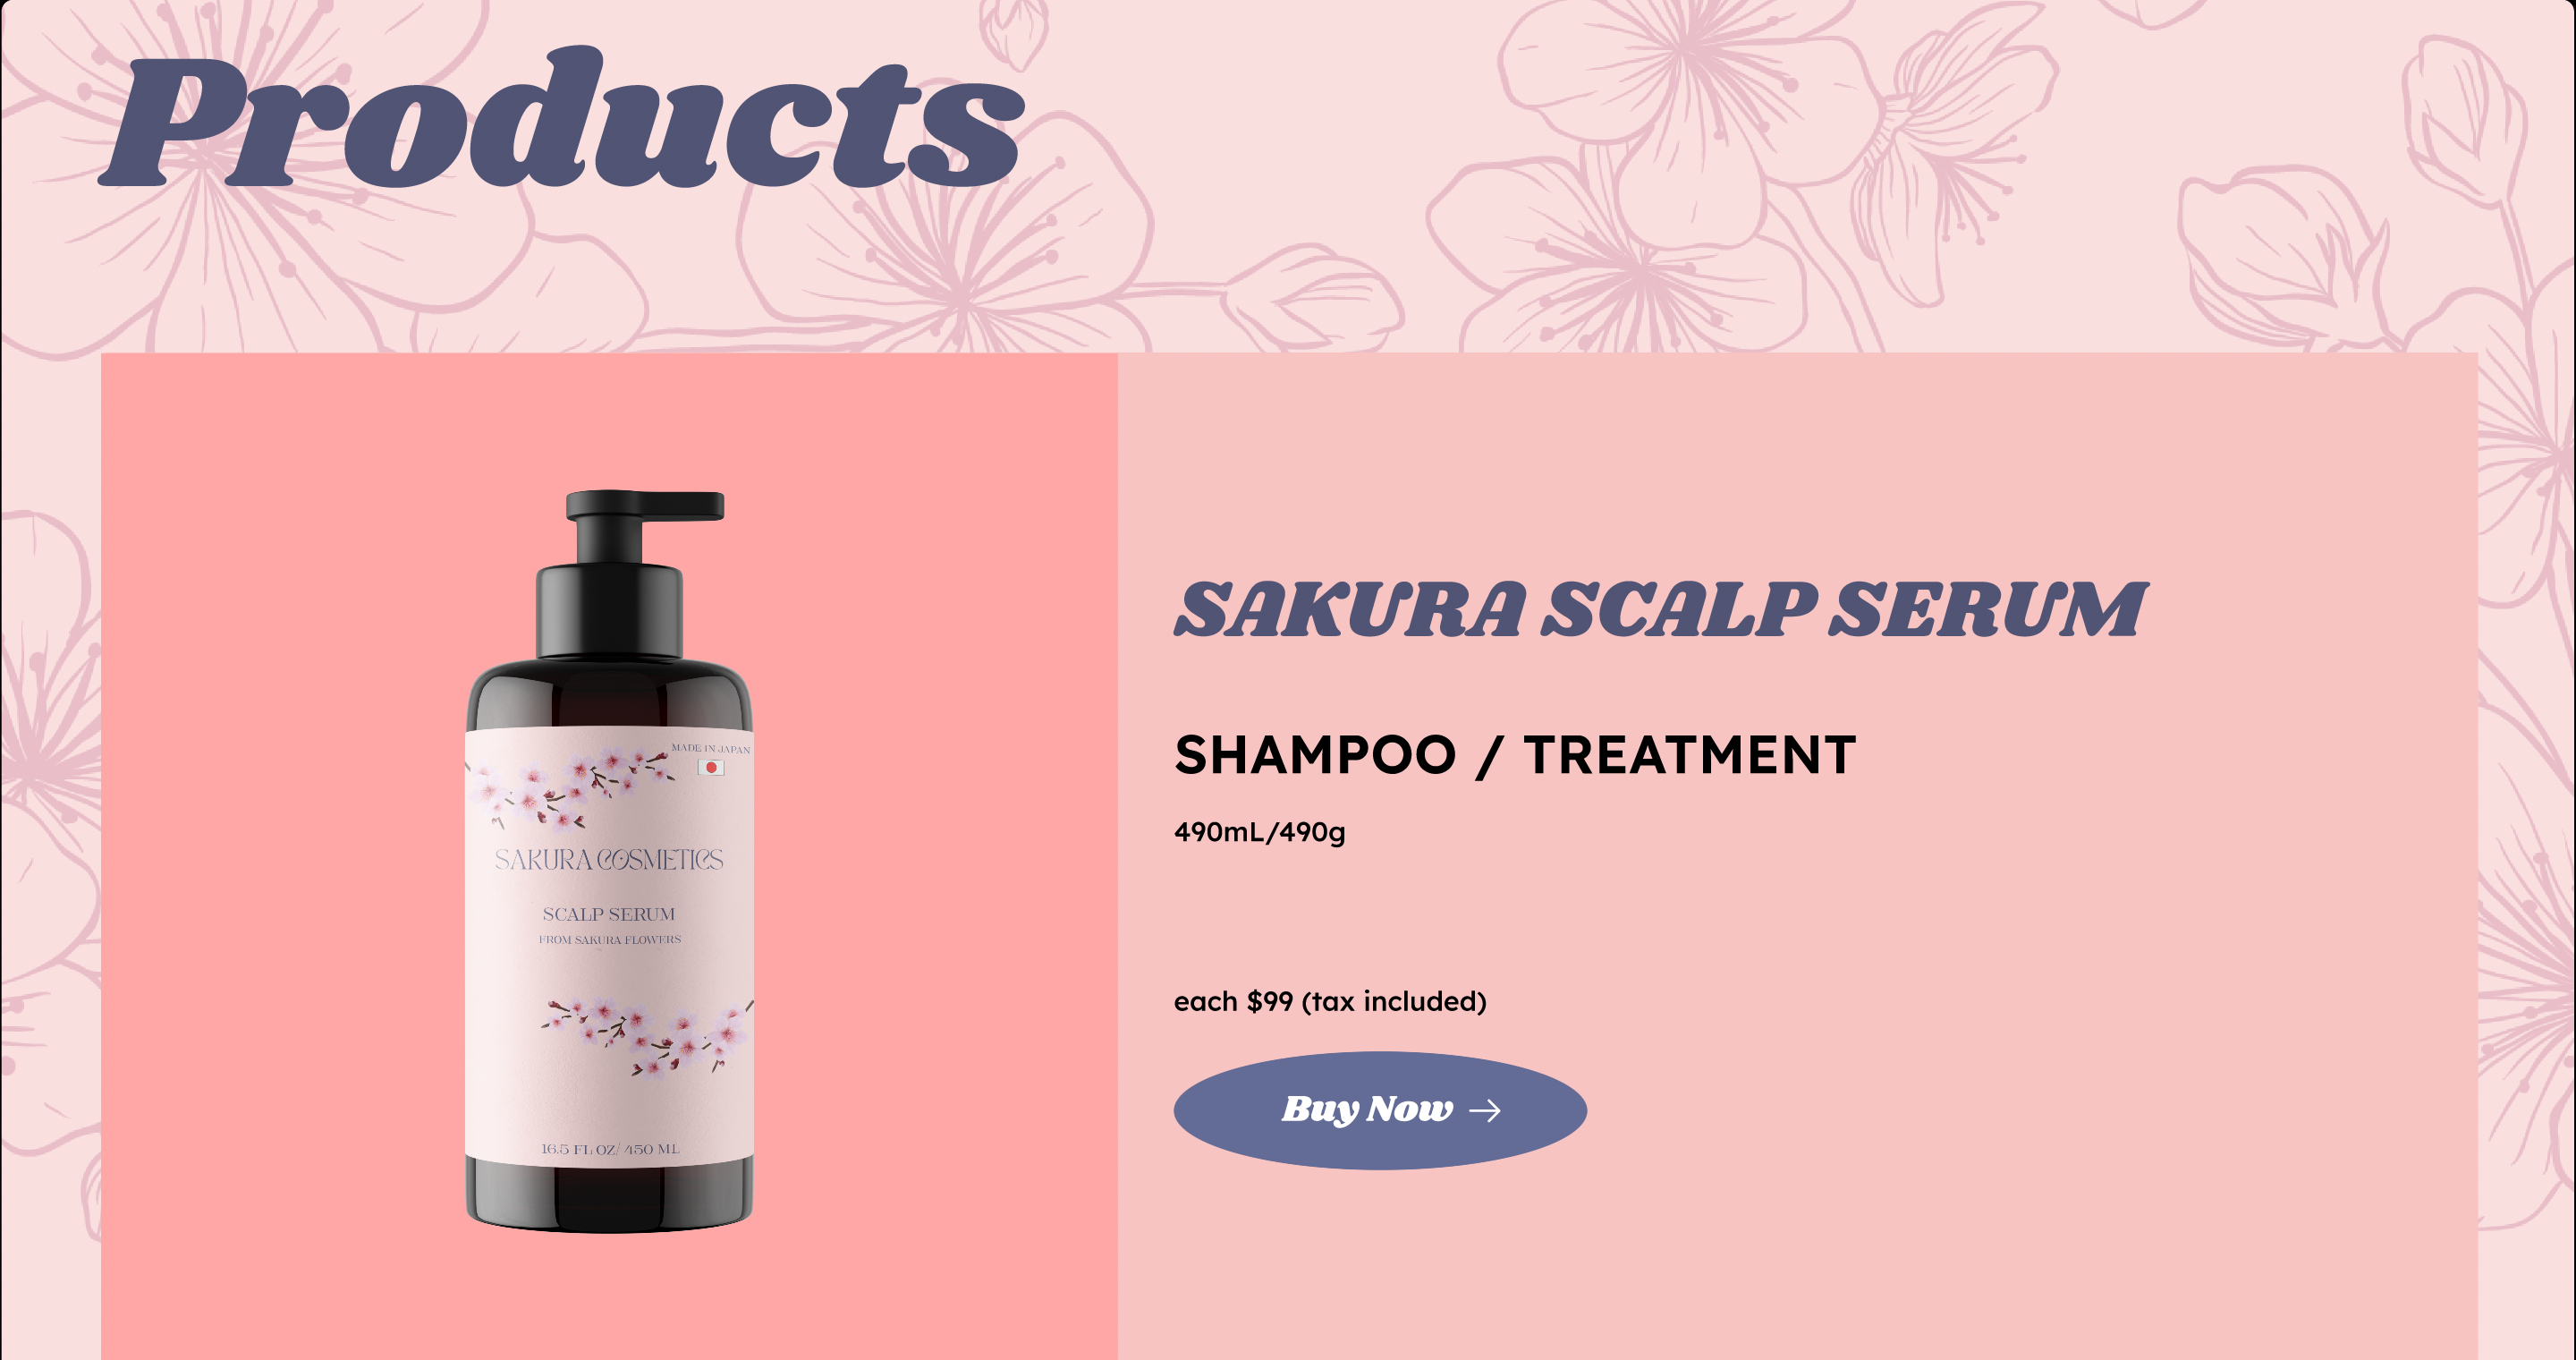 Products
MADE IN JAPAN
SAKURA COSMETICS
SCALP SERUM
FROM SAKURA FLOWERS
16.5 FL OZ/ 450 ML
SAKURA SCALP SERUM
SHAMPOO / TREATMENT
490mL/490g
each $99 (tax included)
Buy Now →